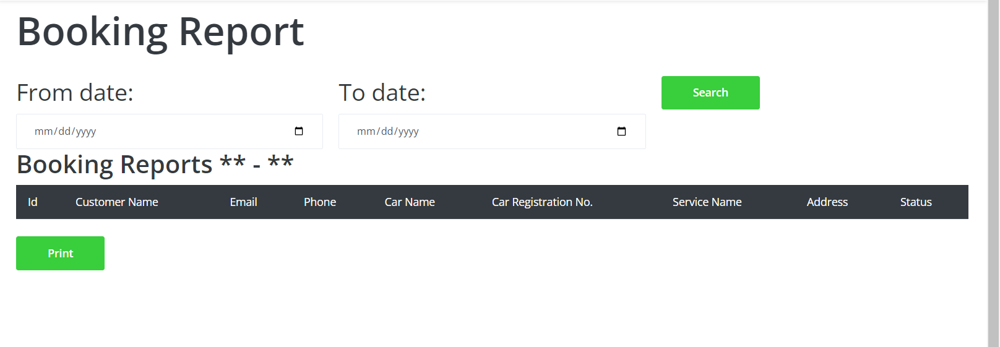 Booking Report
From date: To date: Search
mm/dd/yyyy mm/dd/yyyy
Booking Reports ** - **
Id Customer Name Email Phone Car Name Car Registration No. Service Name Address Status
Print